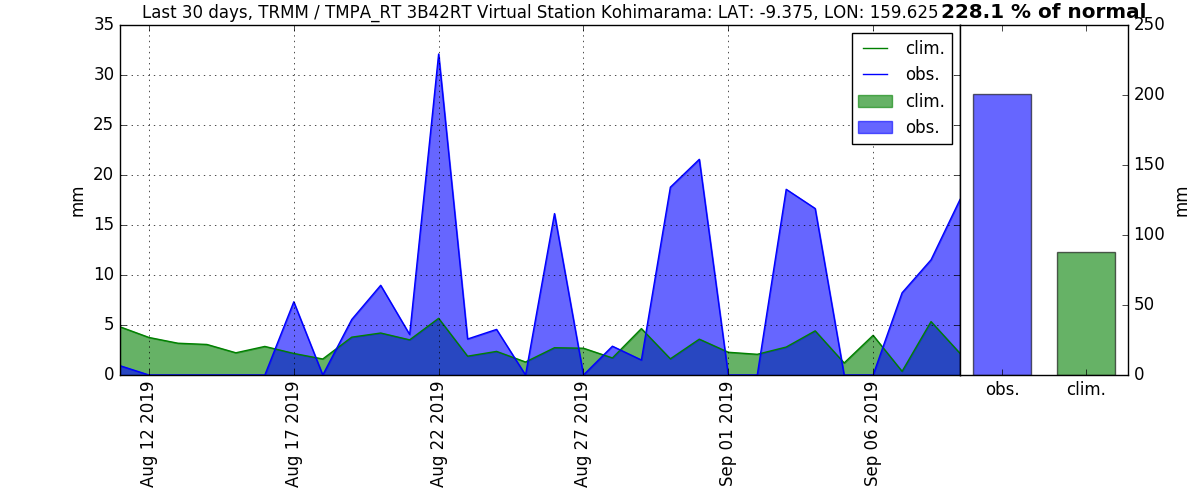 Last 30 days, TRMM / TMPA_RT 3B42RT Virtual Station Kohimarama: LAT: -9.375, LON: 159.625
228.1 % of normal
35
30
25
20
15
10
5
0
mm
clim.
obs.
clim.
obs.
Aug 12 2019
Aug 17 2019
Aug 22 2019
Aug 27 2019
Sep 01 2019
Sep 06 2019
250
200
150
100
50
0
mm
obs.
clim.